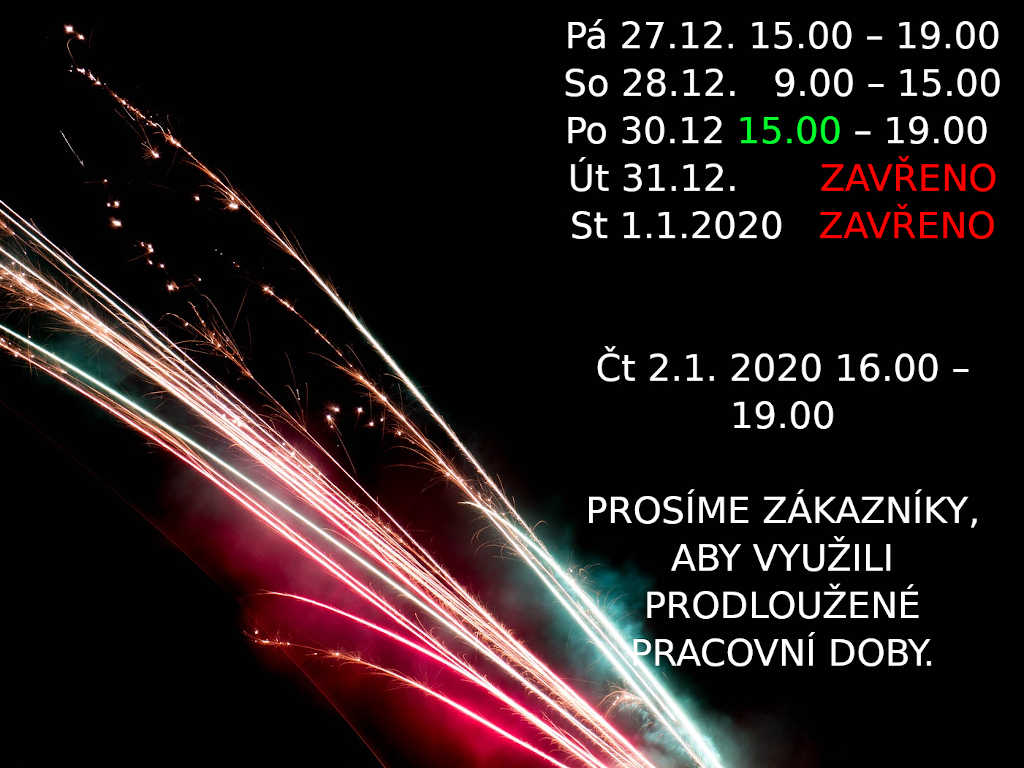 Pá 27.12. 15.00 – 19.00
So 28.12. 9.00 – 15.00
Po 30.12 15.00 – 19.00
Út 31.12. ZAVŘENO
St 1.1.2020 ZAVŘENO
Čt 2.1. 2020 16.00 –
19.00
PROSÍME ZÁKAZNÍKY,
ABY VYUŽILI
PRODLOUŽENÉ
PRACOVNÍ DOBY.